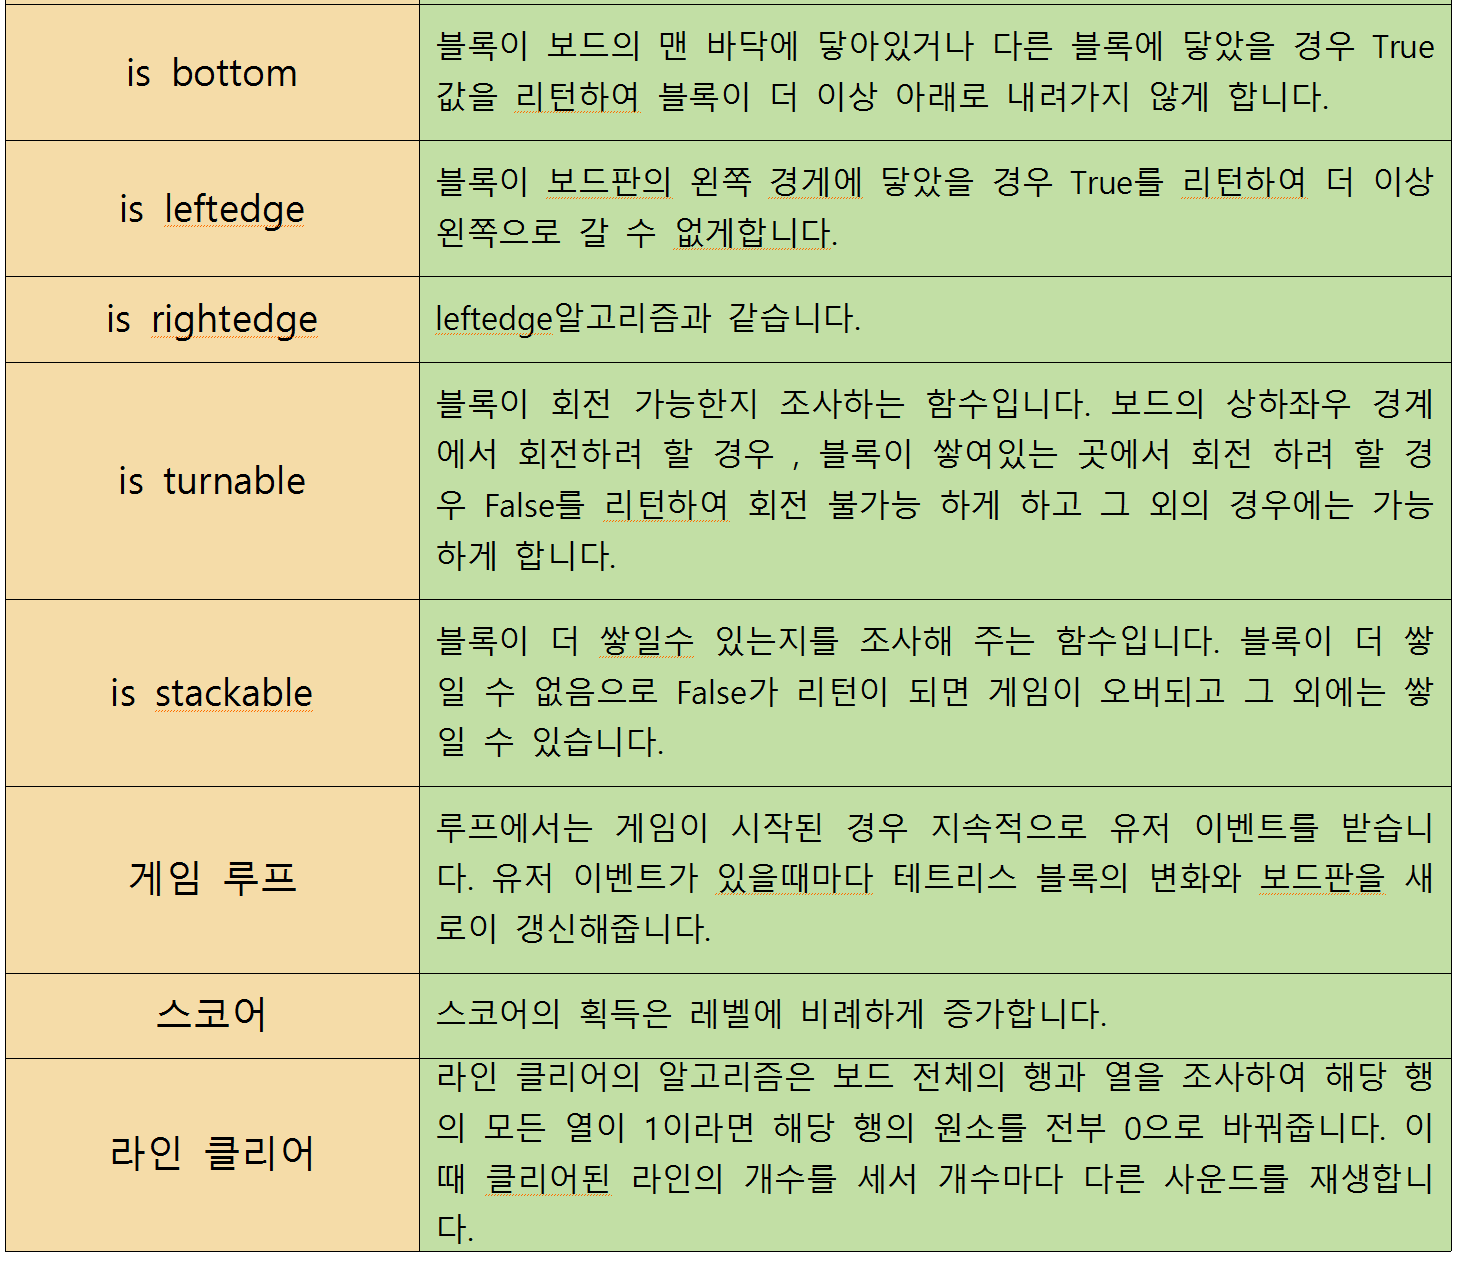 is bottom
블록이 보드의 맨 바닥에 닿아있거나 다른 블록에 닿았을 경우 True
값을 리턴하여 블록이 더 이상 아래로 내려가지 않게 합니다.
is leftedge
블록이 보드판의 왼쪽 경게에 닿았을 경우 True를 리턴하여 더 이상
왼쪽으로 갈 수 없게합니다.
is rightedge
leftedge알고리즘과 같습니다.
is turnable
블록이 회전 가능한지 조사하는 함수입니다. 보드의 상하좌우 경계
에서 회전하려 할 경우 , 블록이 쌓여있는 곳에서 회전 하려 할 경
우 False를 리턴하여 회전 불가능 하게 하고 그 외의 경우에는 가능
하게 합니다.
is stackable
블록이 더 쌓일수 있는지를 조사해 주는 함수입니다. 블록이 더 쌓
일 수 없음으로 False가 리턴이 되면 게임이 오버되고 그 외에는 쌓
일 수 있습니다.
게임 루프
루프에서는 게임이 시작된 경우 지속적으로 유저 이벤트를 받습니
다. 유저 이벤트가 있을때마다 테트리스 블록의 변화와 보드판을 새
로이 갱신해줍니다.
스코어
스코어의 획득은 레벨에 비례하게 증가합니다.
라인 클리어
라인 클리어의 알고리즘은 보드 전체의 행과 열을 조사하여 해당 행
의 모든 열이 1이라면 해당 행의 원소를 전부 0으로 바꿔줍니다. 이
때 클리어된 라인의 개수를 세서 개수마다 다른 사운드를 재생합니
다.